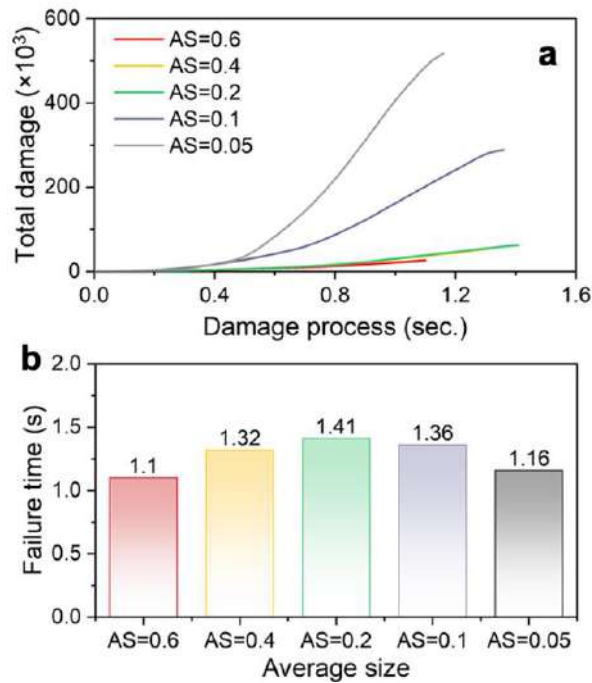 a
600
400
200
0
Total damage (×10³)
AS=0.6
AS=0.4
AS=0.2
AS=0.1
AS=0.05
0.0 0.4 0.8 1.2 1.6
Damage process (sec.)
b
2.0
1.5
1.0
0.5
0.0
Failure time (s)
1.1 1.32 1.41 1.36 1.16
AS=0.6 AS=0.4 AS=0.2 AS=0.1 AS=0.05
Average size